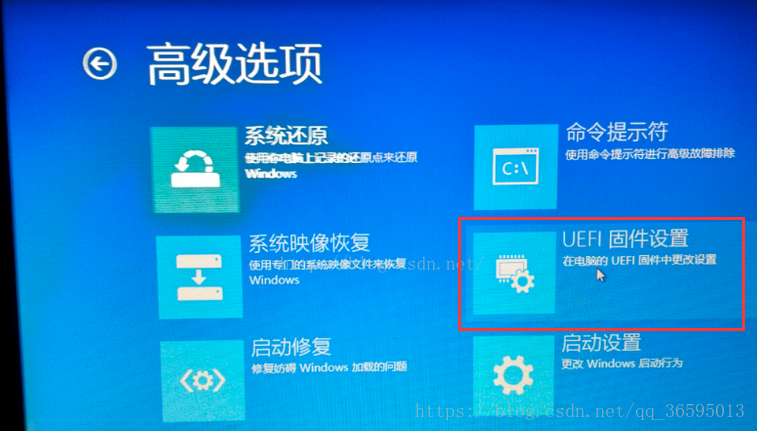 高级选项
系统还原
使用你电脑上记录的还原点来还原
Windows
命令提示符
使用命令提示符进行高级故障排除
C:\
系统映像恢复
使用专门的系统映像文件来恢复
Windows
UEFI 固件设置
在电脑的 UEFI 固件中更改设置
启动修复
修复妨碍 Windows 加载的问题
启动设置
更改 Windows 启动行为
https://blog.csdn.net/qq_36595013